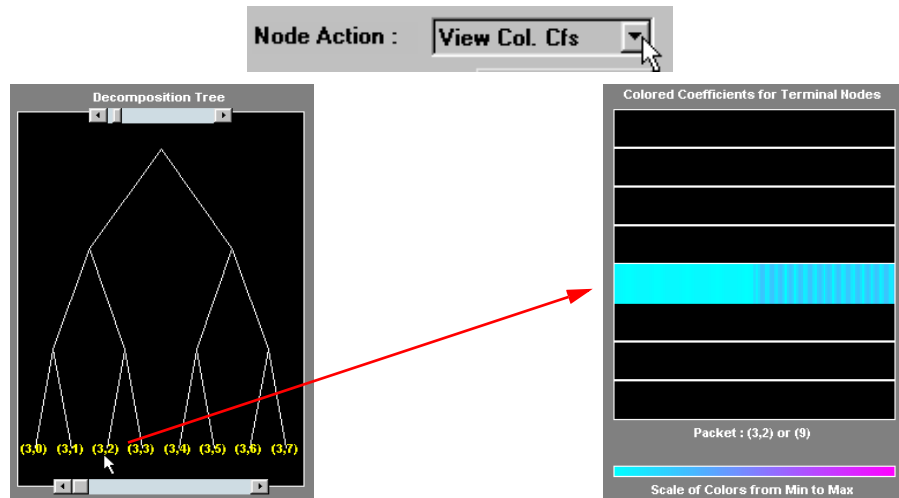 Node Action : View Col. Cfs
Decomposition Tree
(3,0) (3,1) (3,2) (3,3) (3,4) (3,5) (3,6) (3,7)
Colored Coefficients for Terminal Nodes
Packet : (3,2) or (9)
Scale of Colors from Min to Max